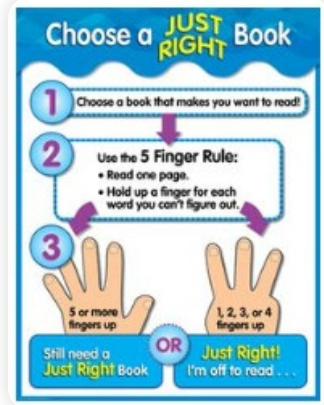 Choose a JUST RIGHT Book
1 Choose a book that makes you want to read!
2 Use the 5 Finger Rule:
• Read one page.
• Hold up a finger for each
word you can't figure out.
3
5 or more
fingers up
1, 2, 3, or 4
fingers up
Still need a
Just Right Book
OR
Just Right!
I'm off to read . . .